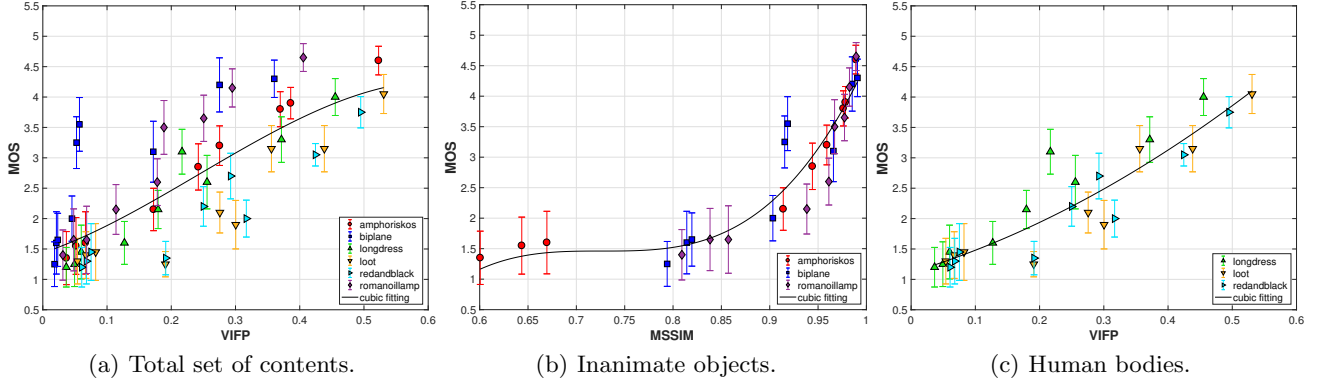 MOS
5
4.5
4
3.5
3
2.5
2
1.5
1
0.5
0
0.1
0.2
0.3
0.4
0.5
0.6
VIFP
amphoriskos
biplane
longdress
loot
redandblack
romanoillamp
cubic fitting
(a) Total set of contents.
MOS
5
4.5
4
3.5
3
2.5
2
1.5
1
0.5
0.6
0.65
0.7
0.75
0.8
0.85
0.9
0.95
1
MSSIM
amphoriskos
biplane
romanoillamp
cubic fitting
(b) Inanimate objects.
MOS
5
4.5
4
3.5
3
2.5
2
1.5
1
0.5
0
0.1
0.2
0.3
0.4
0.5
0.6
VIFP
longdress
loot
redandblack
cubic fitting
(c) Human bodies.